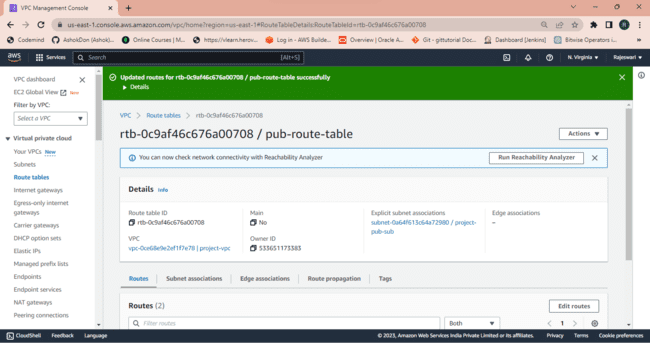 VPC Management Console
us-east-1.console.aws.amazon.com/vpc/home?region=us-east-1#RouteTableDetails:RouteTableId=rtb-0c9af46c676a00708
Codemind
AshokDon (Ashok)...
Online Courses | M...
https://vlearn.herov...
Log in - AWS Builde...
Overview | Oracle A...
Git - gittutorial Doc...
Dashboard [Jenkins]
Bitwise Operators i...
aws
Services
Search
[Alt+S]
N. Virginia
Rajeswari
VPC dashboard
EC2 Global View New
Filter by VPC:
Select a VPC
Virtual private cloud
Your VPCs New
Subnets
Route tables
Internet gateways
Egress-only internet
gateways
Carrier gateways
DHCP option sets
Elastic IPs
Managed prefix lists
Endpoints
Endpoint services
NAT gateways
Peering connections
Updated routes for rtb-0c9af46c676a00708 / pub-route-table successfully
Details
VPC
Route tables
rtb-0c9af46c676a00708
rtb-0c9af46c676a00708 / pub-route-table
Actions
You can now check network connectivity with Reachability Analyzer
Run Reachability Analyzer
Details Info
Route table ID
rtb-0c9af46c676a00708
Main
No
Explicit subnet associations
subnet-0a64f613c64a72980 / project-
pub-sub
Edge associations
–
VPC
vpc-0ce68e9e2ef1f7e78 | project-vpc
Owner ID
533651173383
Routes
Subnet associations
Edge associations
Route propagation
Tags
Routes (2)
Edit routes
Filter routes
Both
1
CloudShell
Feedback
Language
© 2023, Amazon Web Services India Private Limited or its affiliates.
Privacy
Terms
Cookie preferences